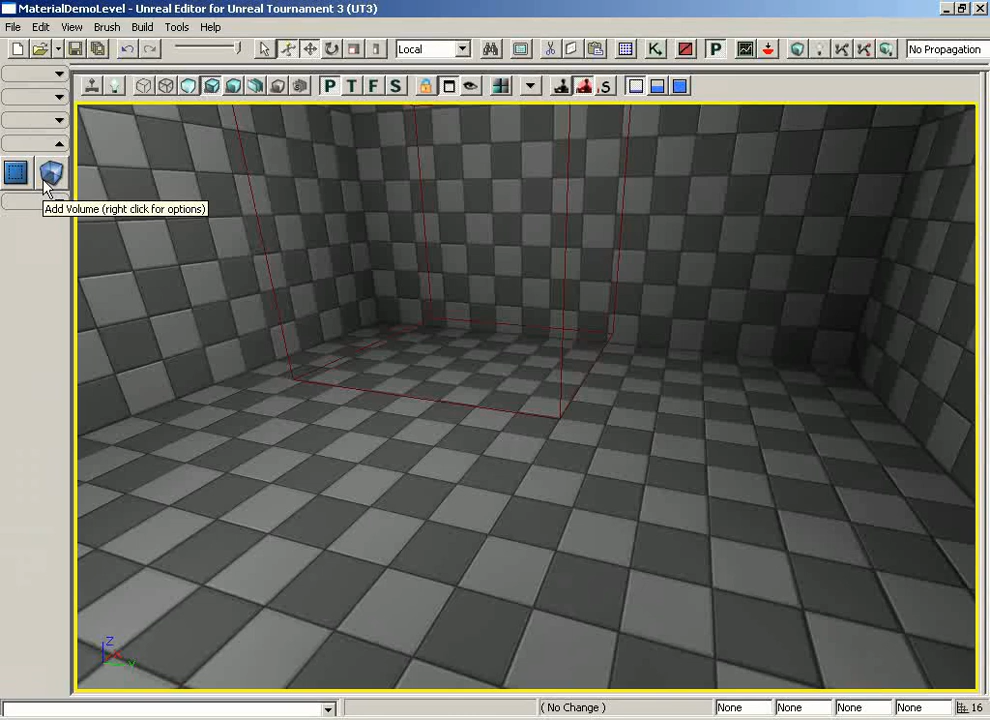 MaterialDemoLevel - Unreal Editor for Unreal Tournament 3 (UT3)
File Edit View Brush Build Tools Help
Local
K
P
No Propagation
P T F S
S
Add Volume (right click for options)
Z
Y
( No Change )
None
None
None
None
16